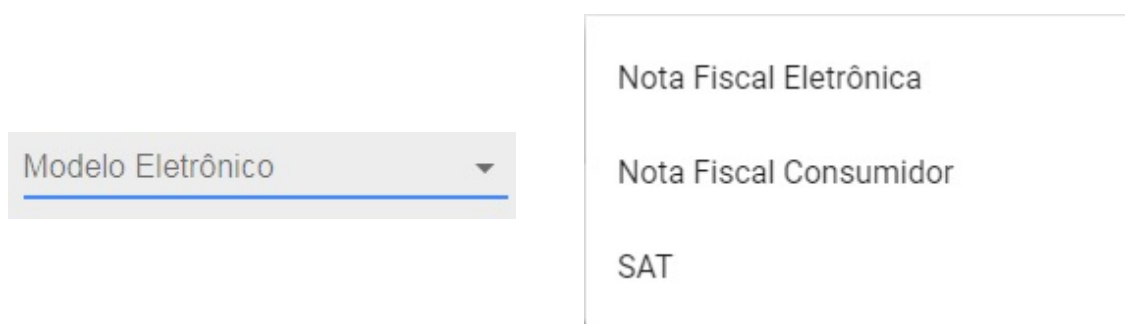 Modelo Eletrônico
Nota Fiscal Eletrônica
Nota Fiscal Consumidor
SAT